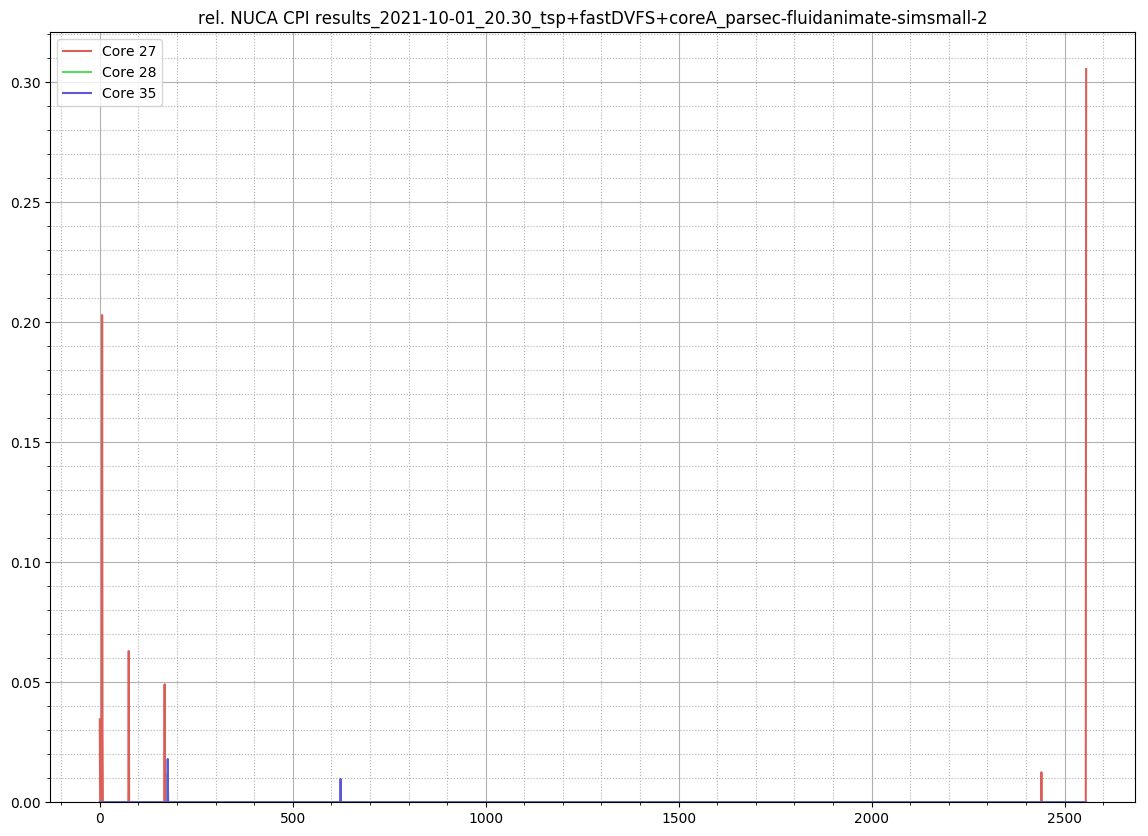 rel. NUCA CPI results_2021-10-01_20.30_tsp+fastDVFS+coreA_parsec-fluidanimate-simsmall-2
Core 27
Core 28
Core 35
0.30
0.25
0.20
0.15
0.10
0.05
0.00
0 500 1000 1500 2000 2500